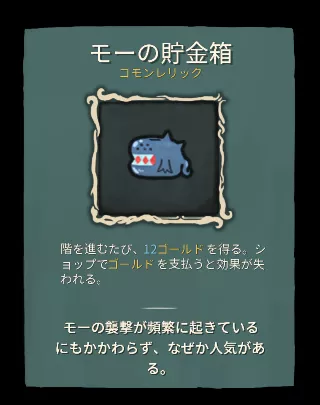 モーの貯金箱
コモンレリック
階を進むたび、12ゴールドを得る。シ
ョップでゴールドを支払うと効果が失
われる。
モーの襲撃が頻繁に起きている
にもかかわらず、なぜか人気があ
る。